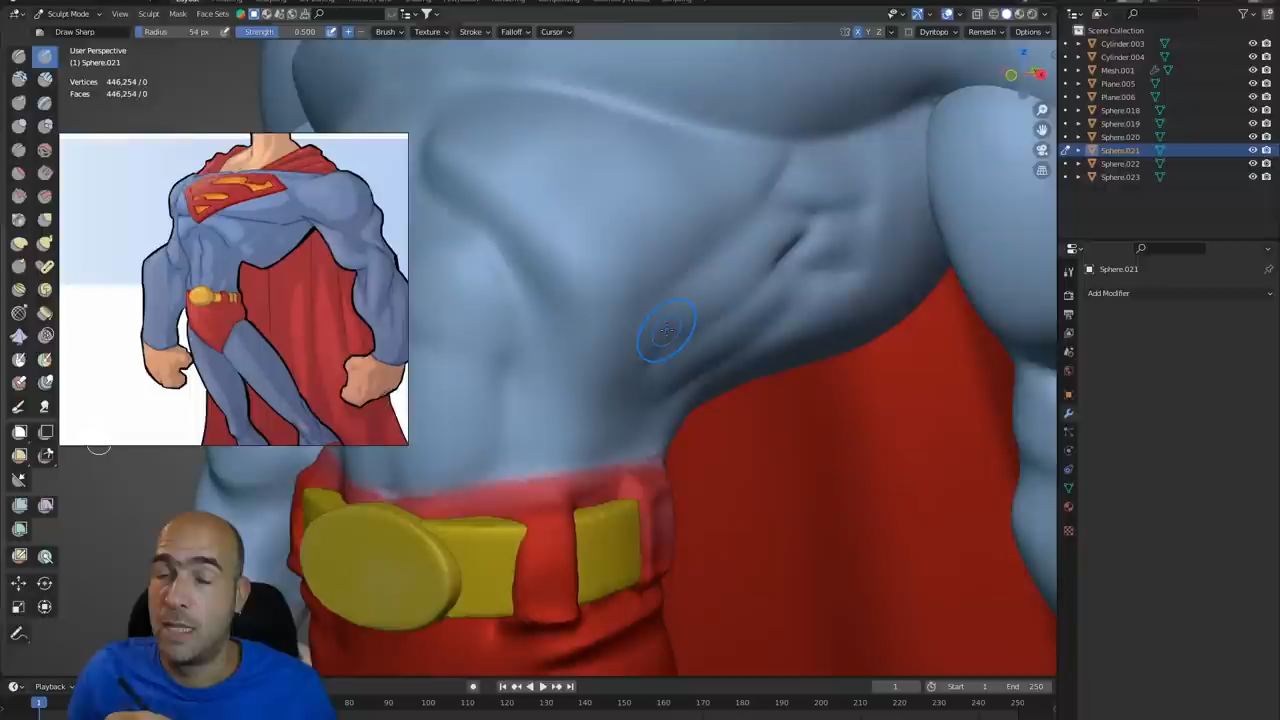 Layout
Sculpt Mode View Sculpt Mask Face Sets
Draw Sharp Radius 54 px Strength 0.500 Brush Texture Stroke Falloff Cursor X Y Z Dyntopo Remesh Options
User Perspective
(1) Sphere.021
Vertices 446,254 / 0
Faces 446,254 / 0
Scene Collection
Cylinder.003
Cylinder.004
Mesh.001
Plane.005
Plane.006
Sphere.018
Sphere.019
Sphere.020
Sphere.021
Sphere.022
Sphere.023
Sphere.021
Add Modifier
Playback 1 Start 1 End 250
1 80 90 100 110 120 130 140 150 160 170 180 190 200 210 220 230 240 250